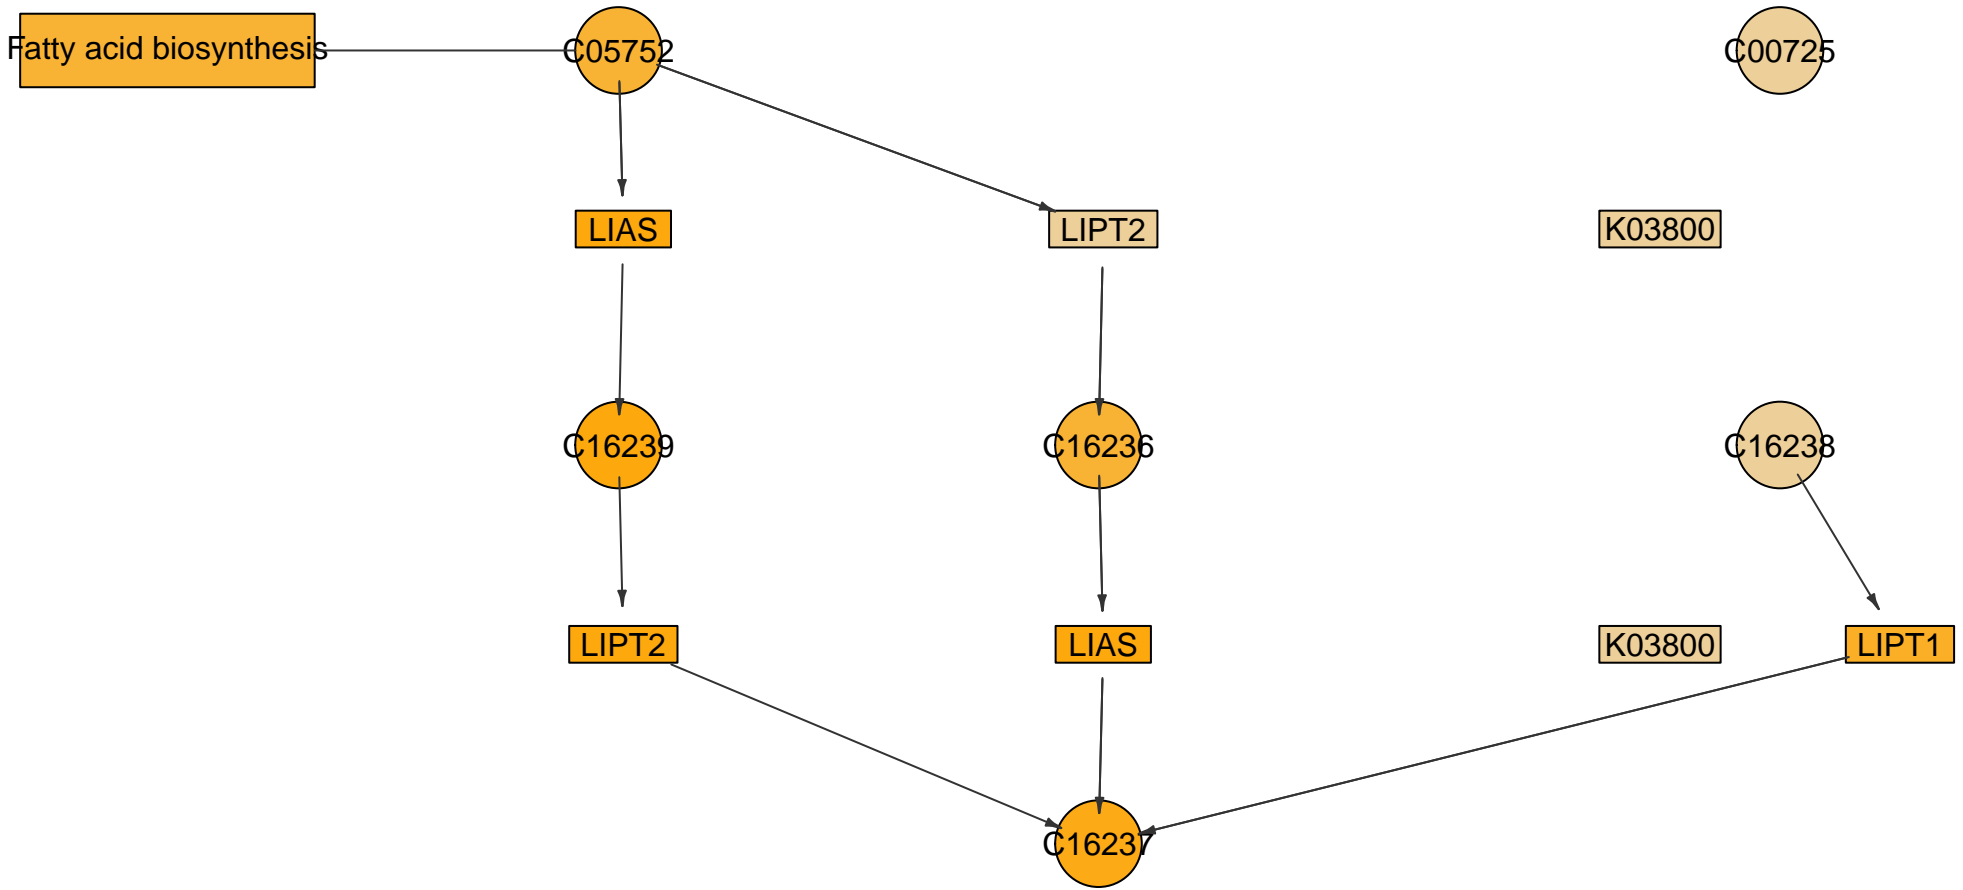 Fatty acid biosynthesis
C05752
C00725
LIAS
LIPT2
K03800
C16239
C16236
C16238
LIPT2
LIAS
K03800
LIPT1
C16237